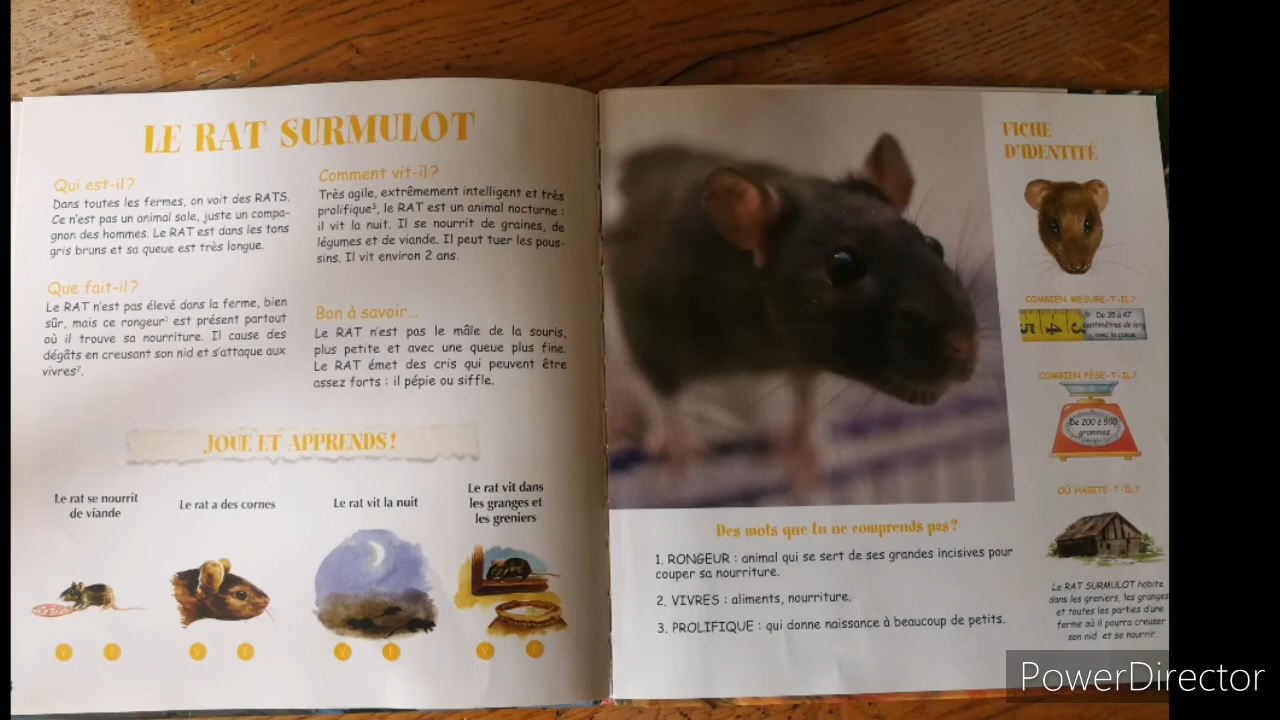 LE RAT SURMULOT
Qui est-il ?
Dans toutes les fermes, on voit des RATS.
Ce n'est pas un animal sale, juste un compa-
gnon des hommes. Le RAT est dans les tons
gris bruns et sa queue est très longue.
Que fait-il ?
Le RAT n'est pas élevé dans la ferme, bien
sûr, mais ce rongeur¹ est présent partout
où il trouve sa nourriture. Il cause des
dégâts en creusant son nid et s'attaque aux
vivres².
Comment vit-il ?
Très agile, extrêmement intelligent et très
prolifique³, le RAT est un animal nocturne :
il vit la nuit. Il se nourrit de graines, de
légumes et de viande. Il peut tuer les pous-
sins. Il vit environ 2 ans.
Bon à savoir...
Le RAT n'est pas le mâle de la souris,
plus petite et avec une queue plus fine.
Le RAT émet des cris qui peuvent être
assez forts : il pépie ou siffle.
JOUE ET APPRENDS !
Le rat se nourrit
de viande
V F
Le rat a des cornes
V F
Le rat vit la nuit
V F
Le rat vit dans
les granges et
les greniers
V F
Des mots que tu ne comprends pas ?
1. RONGEUR : animal qui se sert de ses grandes incisives pour
couper sa nourriture.
2. VIVRES : aliments, nourriture.
3. PROLIFIQUE : qui donne naissance à beaucoup de petits.
FICHE
D'IDENTITÉ
COMBIEN MESURE-T-IL ?
De 35 à 47
centimètres de long
avec la queue
COMBIEN PÈSE-T-IL ?
De 200 à 500
grammes
OÙ HABITE-T-IL ?
Le RAT SURMULOT habite
dans les greniers, les granges
et toutes les parties d'une
ferme où il pourra creuser
son nid et se nourrir.
PowerDirector